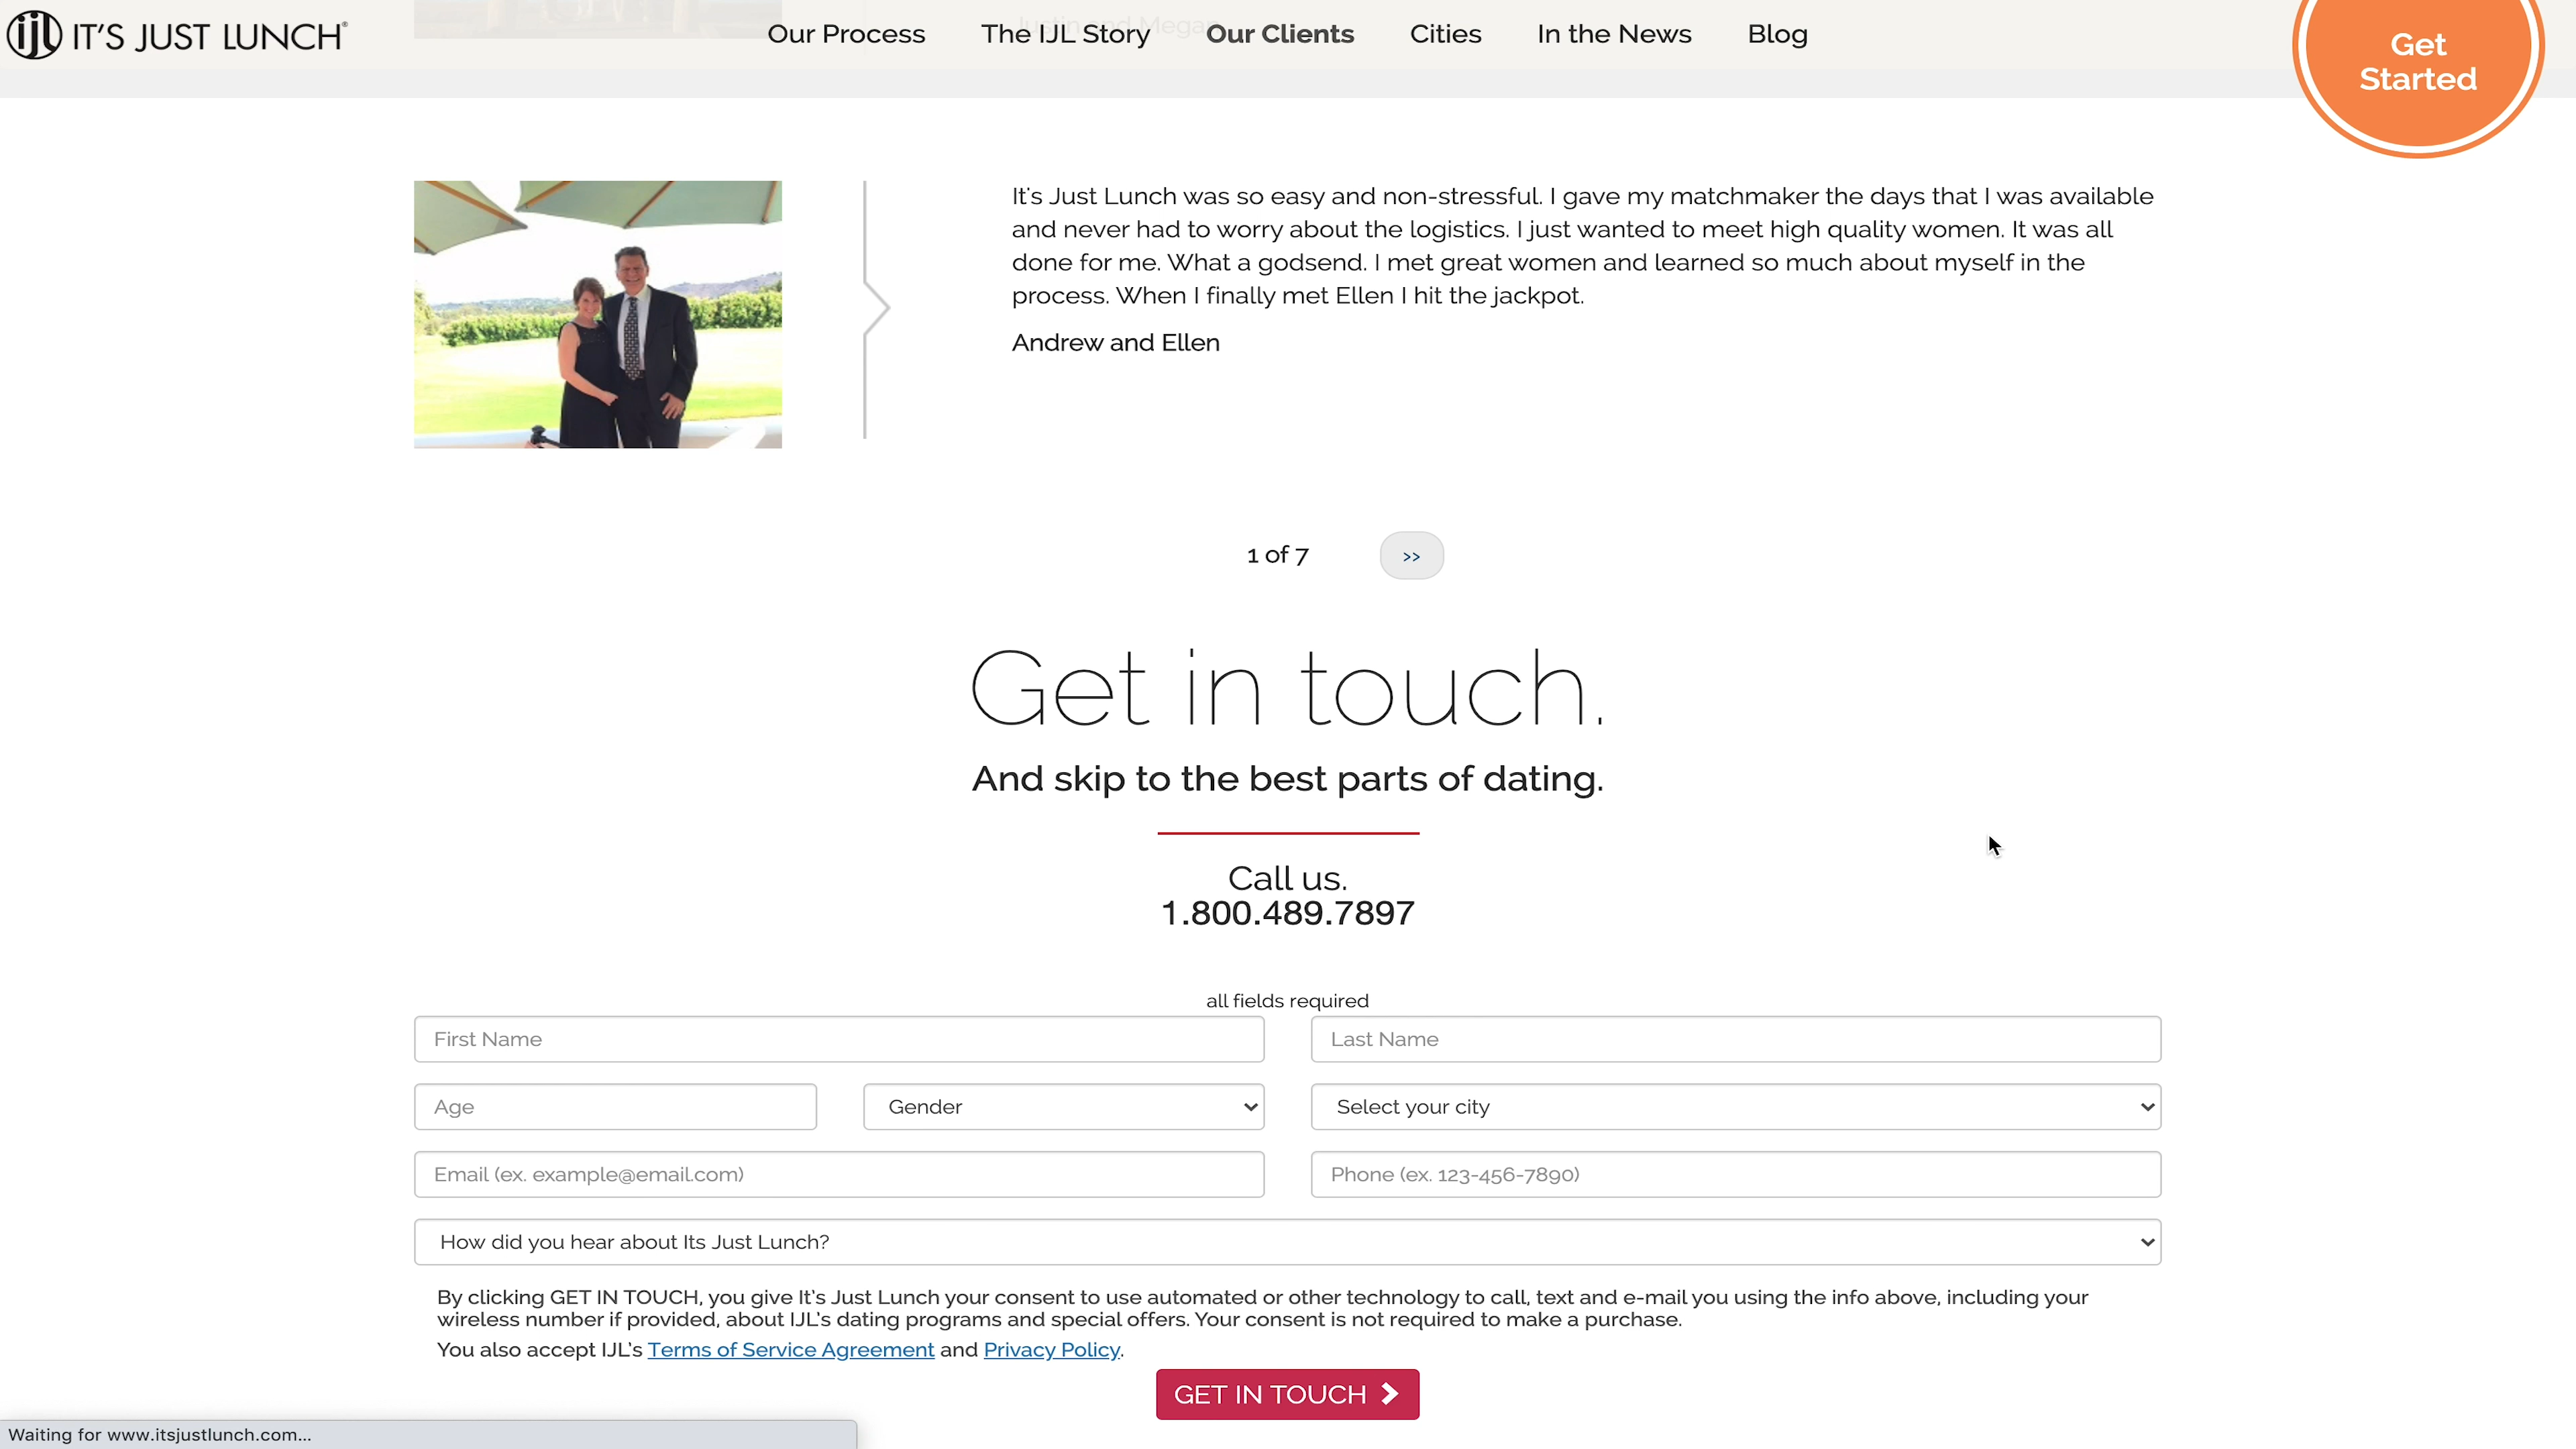 ijl IT'S JUST LUNCH®
Our Process
The IJL Story
Our Clients
Cities
In the News
Blog
Get
Started
Justin and Megan
It's Just Lunch was so easy and non-stressful. I gave my matchmaker the days that I was available
and never had to worry about the logistics. I just wanted to meet high quality women. It was all
done for me. What a godsend. I met great women and learned so much about myself in the
process. When I finally met Ellen I hit the jackpot.
Andrew and Ellen
1 of 7 >>
Get in touch.
And skip to the best parts of dating.
Call us.
1.800.489.7897
all fields required
First Name
Last Name
Age
Gender
Select your city
Email (ex. example@email.com)
Phone (ex. 123-456-7890)
How did you hear about Its Just Lunch?
By clicking GET IN TOUCH, you give It's Just Lunch your consent to use automated or other technology to call, text and e-mail you using the info above, including your
wireless number if provided, about IJL's dating programs and special offers. Your consent is not required to make a purchase.
You also accept IJL's Terms of Service Agreement and Privacy Policy.
GET IN TOUCH
Waiting for www.itsjustlunch.com...